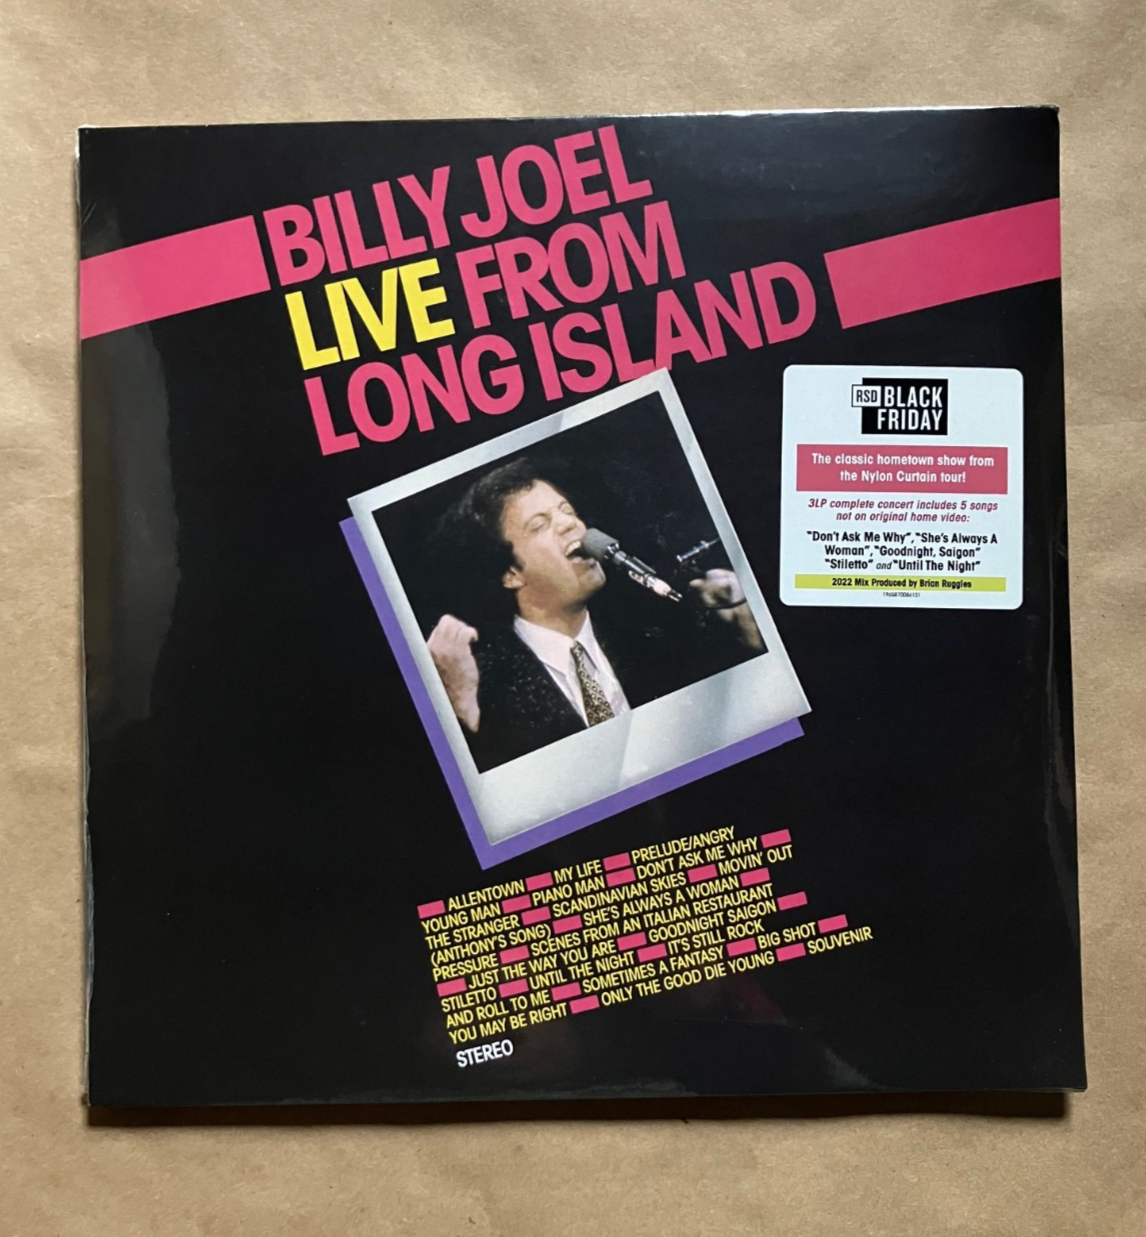 BILLY JOEL
LIVE FROM
LONG ISLAND
RSD BLACK
FRIDAY
The classic hometown show from
the Nylon Curtain tour!
3LP complete concert includes 5 songs
not on original home video:
"Don't Ask Me Why", "She's Always A
Woman", "Goodnight, Saigon"
"Stiletto" and "Until The Night"
2022 Mix Produced by Brian Ruggles
ALLENTOWN MY LIFE PRELUDE/ANGRY
YOUNG MAN PIANO MAN DON'T ASK ME WHY
THE STRANGER SCANDINAVIAN SKIES MOVIN' OUT
(ANTHONY'S SONG) SHE'S ALWAYS A WOMAN
PRESSURE SCENES FROM AN ITALIAN RESTAURANT
JUST THE WAY YOU ARE GOODNIGHT SAIGON
STILETTO UNTIL THE NIGHT IT'S STILL ROCK
AND ROLL TO ME SOMETIMES A FANTASY BIG SHOT
YOU MAY BE RIGHT ONLY THE GOOD DIE YOUNG SOUVENIR
STEREO